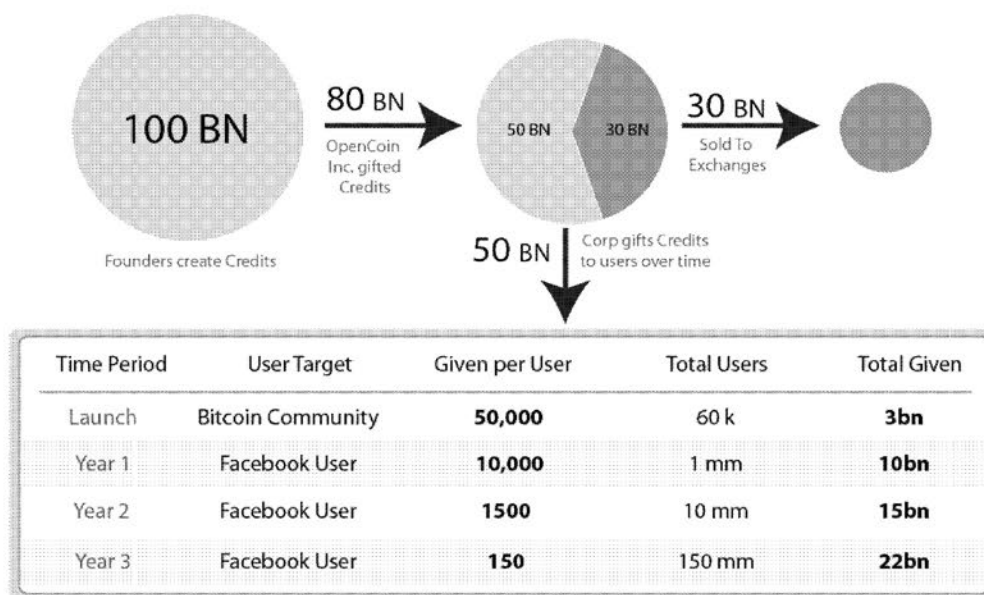 100 BN
Founders create Credits
80 BN
OpenCoin
Inc. gifted
Credits
50 BN
30 BN
30 BN
Sold To
Exchanges
50 BN
Corp gifts Credits
to users over time
Time Period User Target Given per User Total Users Total Given
Launch Bitcoin Community 50,000 60 k 3bn
Year 1 Facebook User 10,000 1 mm 10bn
Year 2 Facebook User 1500 10 mm 15bn
Year 3 Facebook User 150 150 mm 22bn